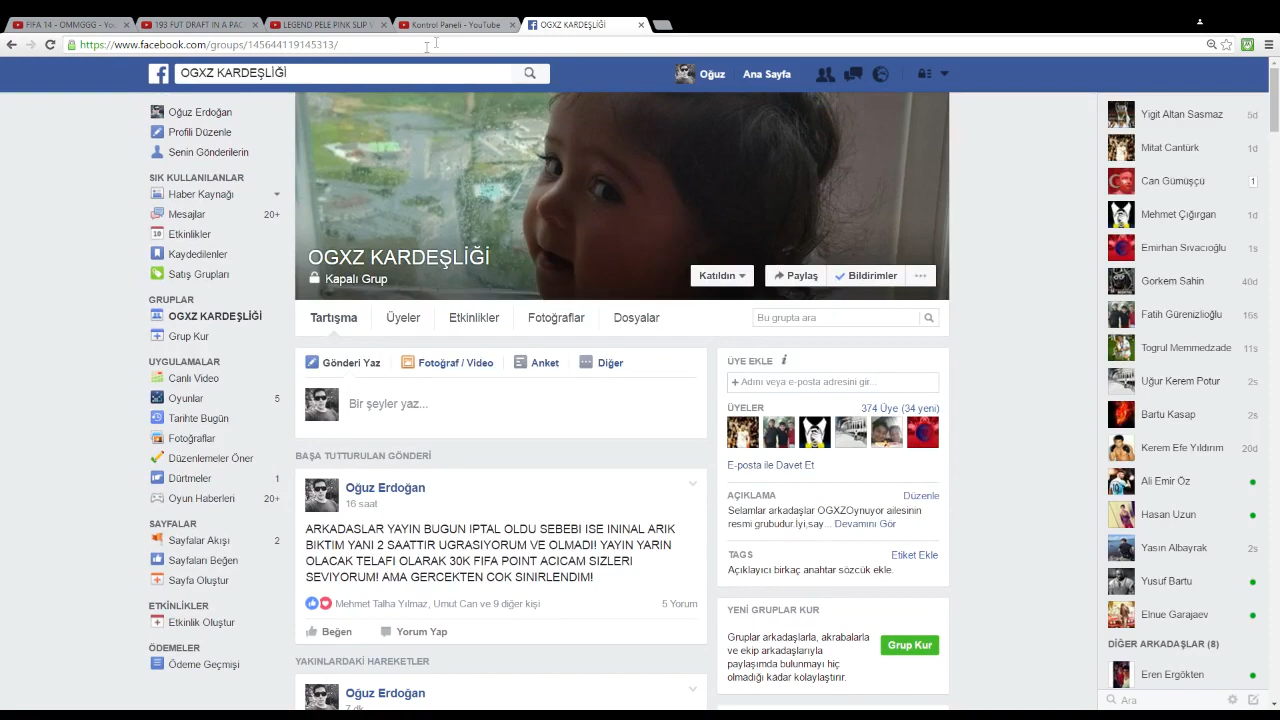 FIFA 14 - OMMGGG
193 FUT DRAFT IN A PACK
LEGEND PELE PINK SLIP
Kontrol Paneli - YouTube
OGXZ KARDEŞLİĞİ
https://www.facebook.com/groups/145644119145313/
OGXZ KARDEŞLİĞİ
Oğuz
Ana Sayfa
Oğuz Erdoğan
Profili Düzenle
Senin Gönderilerin
SIK KULLANILANLAR
Haber Kaynağı
Mesajlar 20+
10 Etkinlikler
Kaydedilenler
Satış Grupları
GRUPLAR
OGXZ KARDEŞLİĞİ
Grup Kur
UYGULAMALAR
Canlı Video
Oyunlar 5
Tarihte Bugün
Fotoğraflar
Düzenlemeler Öner
Dürtmeler 1
Oyun Haberleri 20+
SAYFALAR
Sayfalar Akışı 2
Sayfaları Beğen
Sayfa Oluştur
ETKİNLİKLER
Etkinlik Oluştur
ÖDEMELER
Ödeme Geçmişi
OGXZ KARDEŞLİĞİ
Kapalı Grup
Katıldın
Paylaş
Bildirimler
Tartışma
Üyeler
Etkinlikler
Fotoğraflar
Dosyalar
Bu grupta ara
Gönderi Yaz
Fotoğraf / Video
Anket
Diğer
Bir şeyler yaz...
BAŞA TUTTURULAN GÖNDERİ
Oğuz Erdoğan
16 saat
ARKADASLAR YAYIN BUGUN IPTAL OLDU SEBEBI ISE ININAL ARIK
BIKTIM YANI 2 SAATTIR UGRASIYORUM VE OLMADI! YAYIN YARIN
OLACAK TELAFI OLARAK 30K FIFA POINT ACICAM SIZLERI
SEVIYORUM! AMA GERCEKTEN COK SINIRLENDIM!
Mehmet Talha Yılmaz, Umut Can ve 9 diğer kişi
5 Yorum
Beğen
Yorum Yap
YAKINLARDAKİ HAREKETLER
Oğuz Erdoğan
7 dk
ÜYE EKLE i
+ Adını veya e-posta adresini gir...
ÜYELER
374 Üye (34 yeni)
E-posta ile Davet Et
AÇIKLAMA
Düzenle
Selamlar arkadaşlar OGXZOynuyor ailesinin
resmi grubudur.İyi,say... Devamını Gör
TAGS
Etiket Ekle
Açıklayıcı birkaç anahtar sözcük ekle.
YENİ GRUPLAR KUR
Gruplar arkadaşlarla, akrabalarla
ve ekip arkadaşlarıyla
paylaşımda bulunmayı hiç
olmadığı kadar kolaylaştırır.
Grup Kur
Yigit Altan Sasmaz 5d
Mitat Cantürk 1d
Can Gümüşçü 1
Mehmet Çığırgan 1d
Emirhan Sıvacıoğlu 1s
Gorkem Sahin 40d
Fatih Gürenzlioğlu 16s
Togrul Memmedzade 11s
Uğur Kerem Potur 2s
Bartu Kasap 2s
Kerem Efe Yıldırım 20d
Ali Emir Öz
Hasan Uzun
Yasın Albayrak 2s
Yusuf Bartu
Elnue Garajaev
DİĞER ARKADAŞLAR (8)
Eren Ergökten
Ara